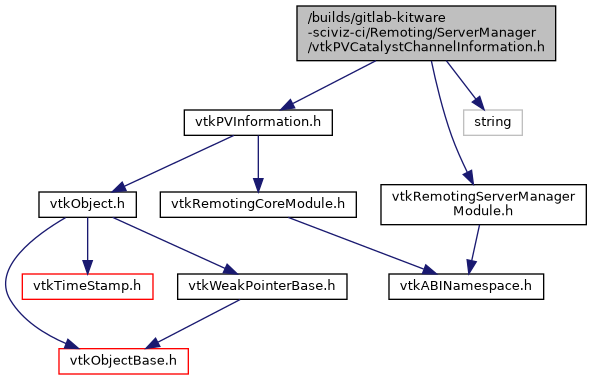 /builds/gitlab-kitware
-sciviz-ci/Remoting/ServerManager
/vtkPVCatalystChannelInformation.h
vtkPVInformation.h
string
vtkObject.h
vtkRemotingCoreModule.h
vtkRemotingServerManager
Module.h
vtkTimeStamp.h
vtkWeakPointerBase.h
vtkABINamespace.h
vtkObjectBase.h